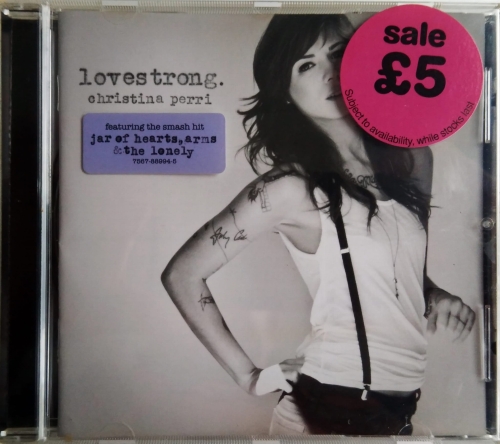 lovestrong.
christina perri
featuring the smash hit
jar of hearts, arms
& the lonely
7567-88994-5
sale
£5
Subject to availability, while stocks last